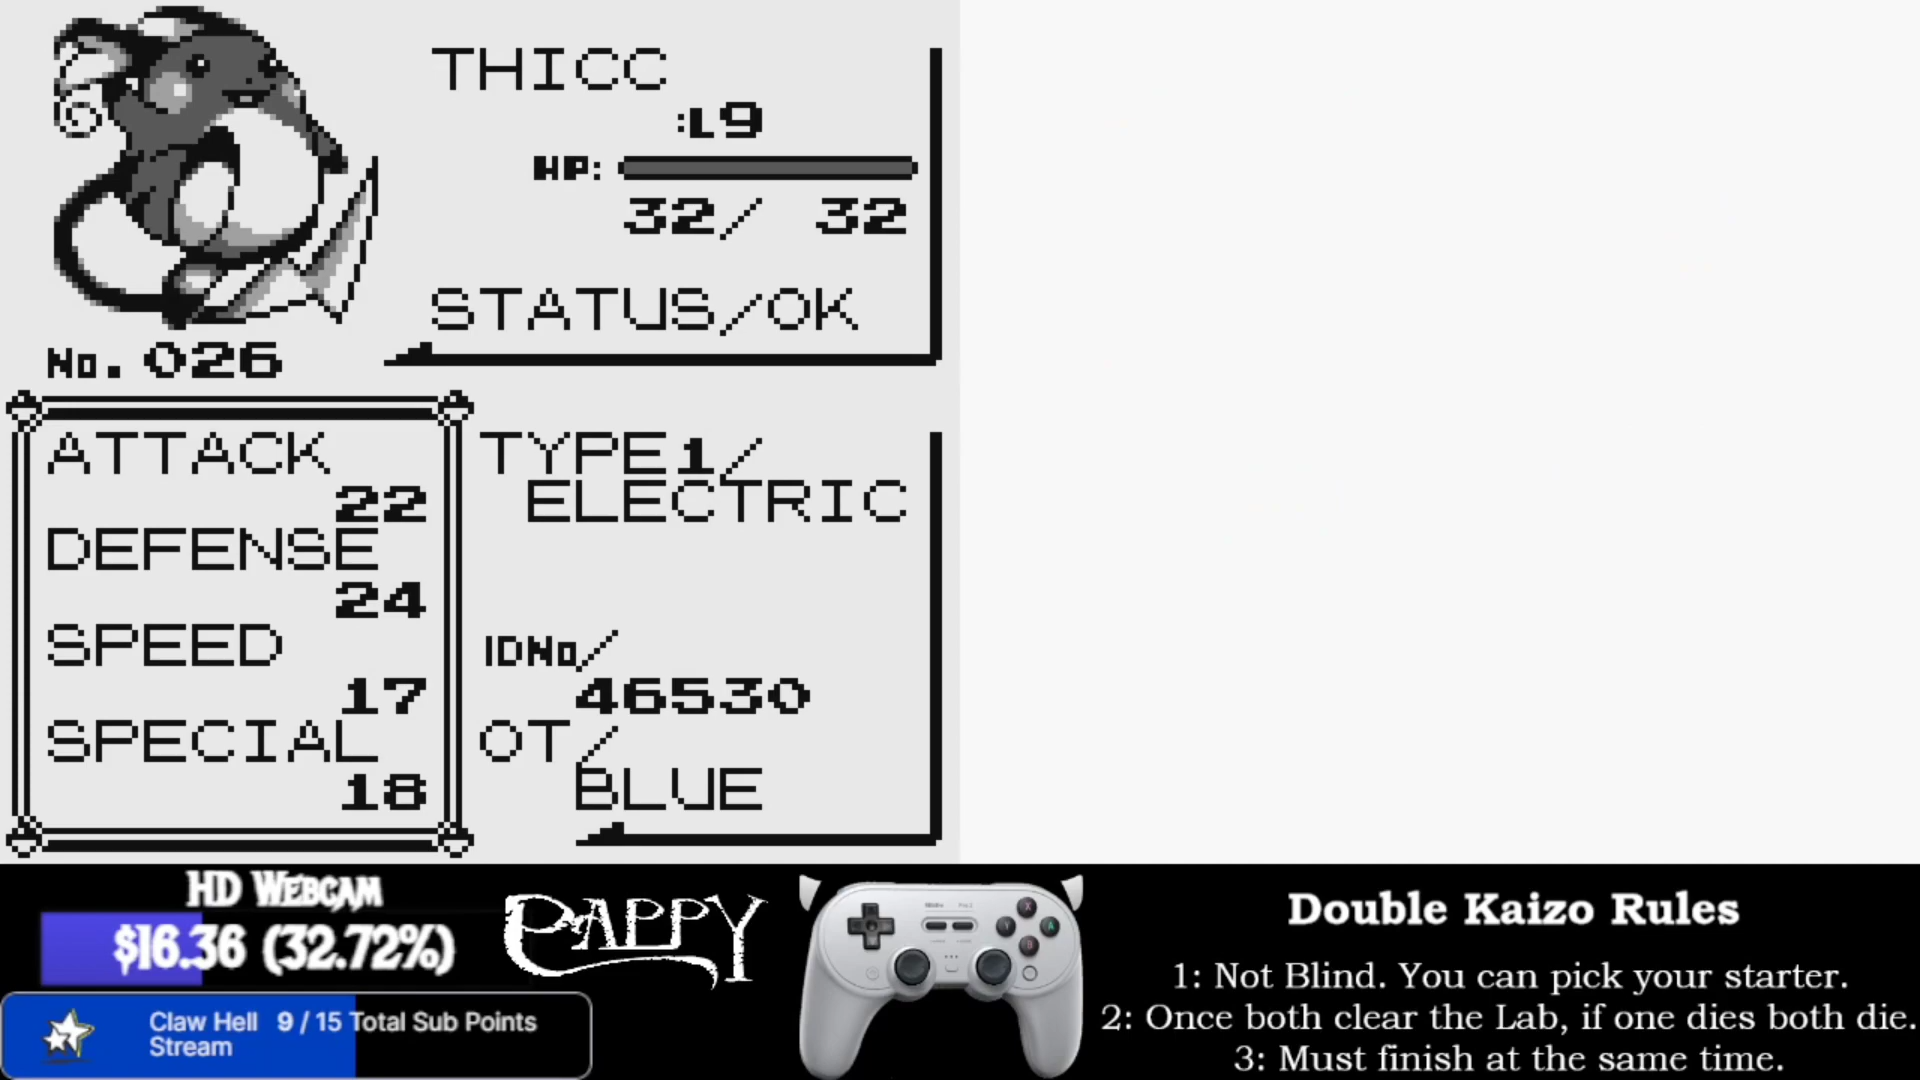 THICC
:L9
HP:
32/ 32
STATUS/OK
No. 026
ATTACK
22
DEFENSE
24
SPEED
17
SPECIAL
18
TYPE1/
ELECTRIC
IDNo/
46530
OT/
BLUE
HD WEBCAM
$16.36 (32.72%)
Claw Hell 9 / 15 Total Sub Points
Stream
PAPPY
Double Kaizo Rules
1: Not Blind. You can pick your starter.
2: Once both clear the Lab, if one dies both die.
3: Must finish at the same time.